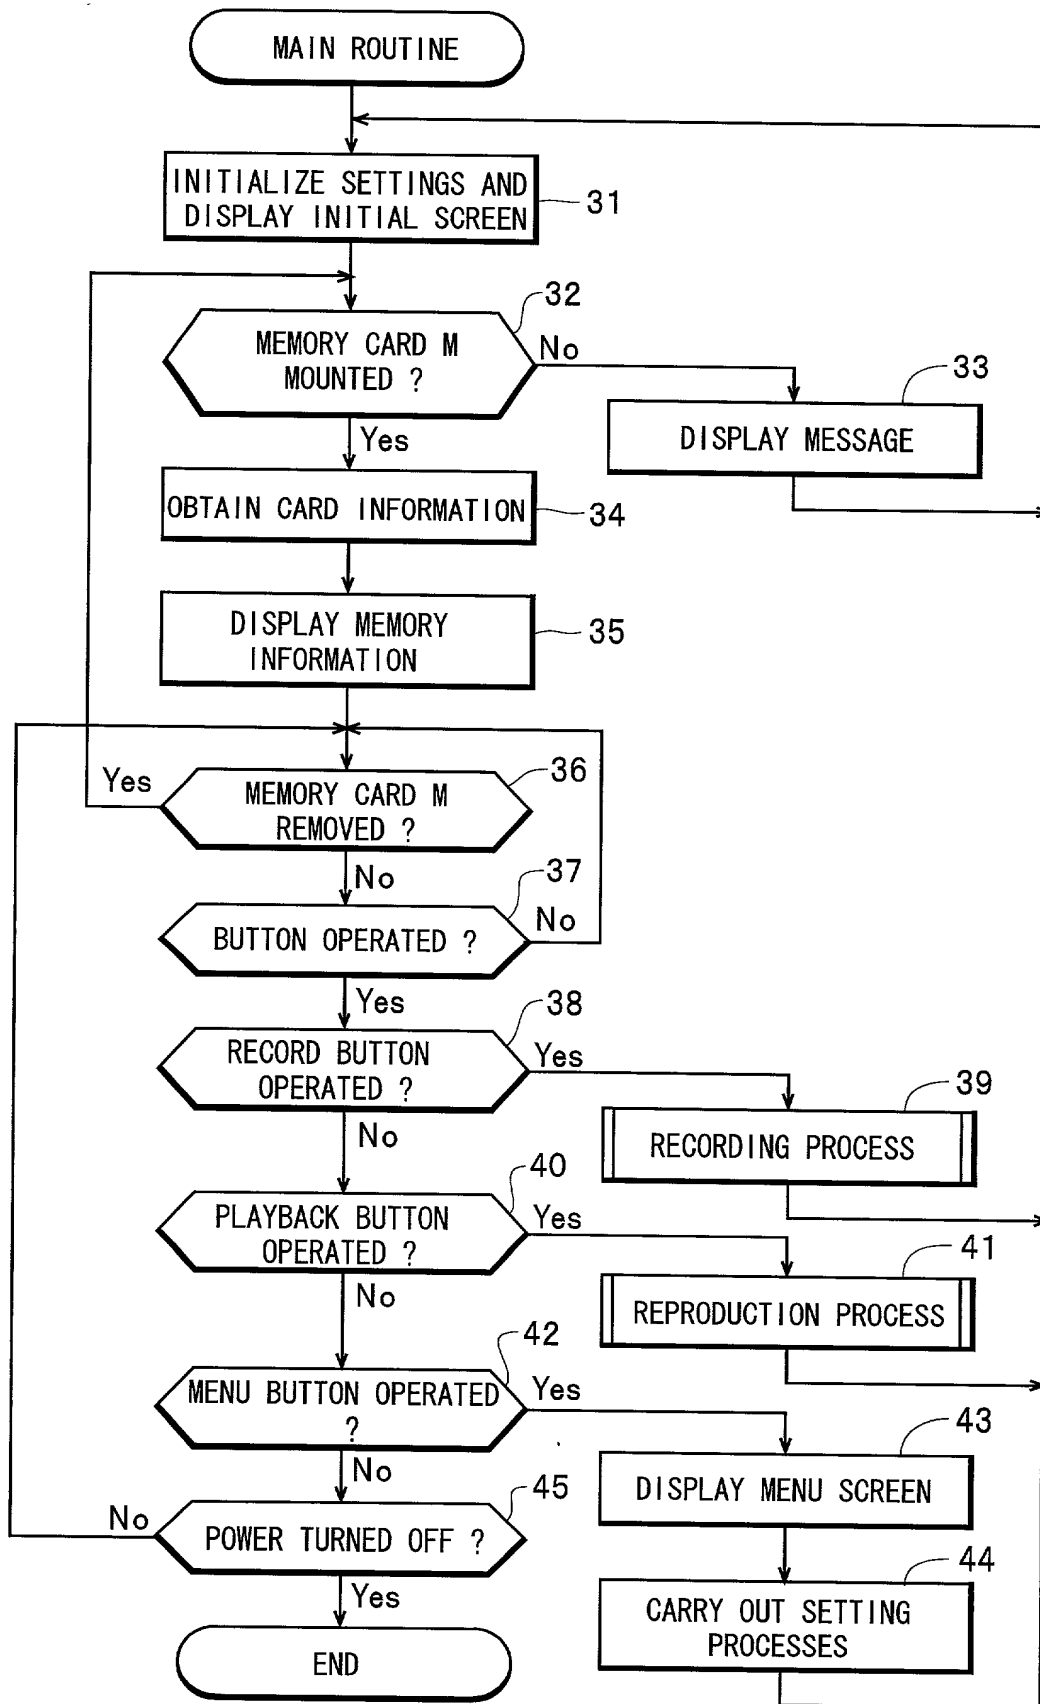 MAIN ROUTINE
INITIALIZE SETTINGS AND
DISPLAY INITIAL SCREEN
31
32
MEMORY CARD M
MOUNTED ?
No
33
DISPLAY MESSAGE
Yes
OBTAIN CARD INFORMATION
34
DISPLAY MEMORY
INFORMATION
35
Yes
36
MEMORY CARD M
REMOVED ?
No
37
BUTTON OPERATED ?
No
Yes
38
RECORD BUTTON
OPERATED ?
Yes
39
RECORDING PROCESS
No
40
PLAYBACK BUTTON
OPERATED ?
Yes
41
REPRODUCTION PROCESS
No
42
MENU BUTTON OPERATED
?
Yes
43
DISPLAY MENU SCREEN
No
45
POWER TURNED OFF ?
No
44
CARRY OUT SETTING
PROCESSES
Yes
END